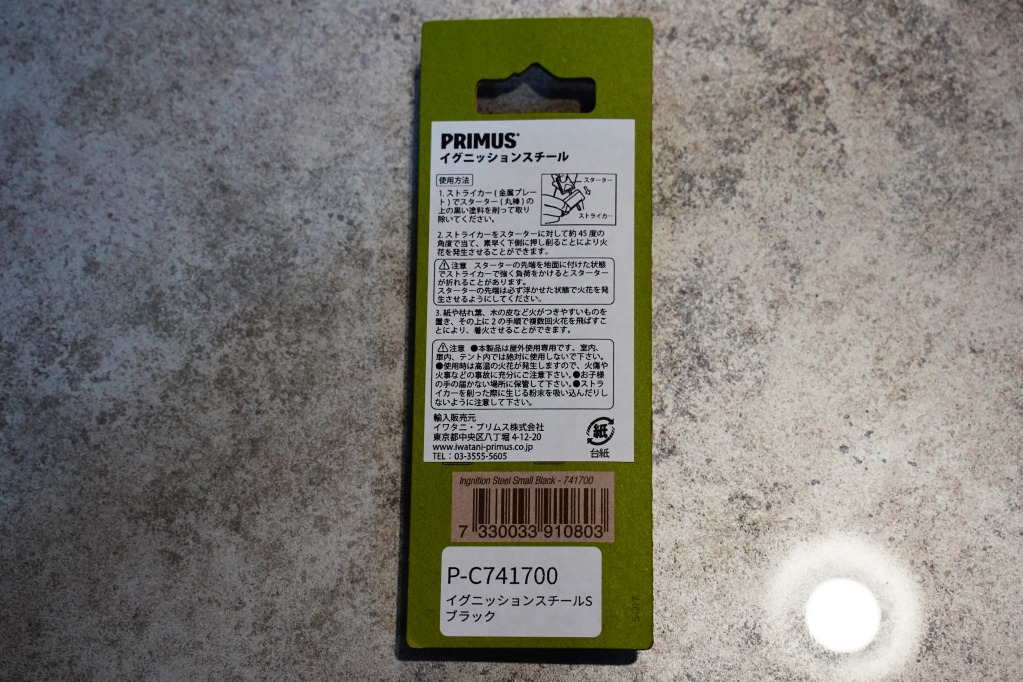 PRIMUS
イグニッションスチール
使用方法
スターター
ストライカー
1. ストライカー ( 金属プレー
ト ) でスターター ( 丸棒 ) の
上の黒い塗料を削って取り
除いてください。
2. ストライカーをスターターに対して約 45 度の
角度で当て、素早く下側に押し削ることにより火
花を発生させることができます。
注意 スターターの先端を地面に付けた状態
でストライカーで強く負荷をかけるとスターター
が折れることがあります。
スターターの先端は必ず浮かせた状態で火花を発
生させるようにしてください。
3. 紙や枯れ葉、木の皮など火がつきやすいものを
置き、その上に 2 の手順で複数回火花を飛ばすこ
とにより、着火させることができます。
注意 ●本製品は屋外使用専用です。室内、
車内、テント内では絶対に使用しないで下さい。
●使用時は高温の火花が発生しますので、火傷や
火事などの事故に充分にご注意下さい。●お子様
の手の届かない場所に保管して下さい。●ストラ
イカーを削った際に生じる粉末を吸い込んだりし
ないように注意して下さい。
輸入販売元
イワタニ・プリムス株式会社
東京都中央区八丁堀 4-12-20
www.iwatani-primus.co.jp
TEL：03-3555-5605
紙
台紙
Ingnition Steel Small Black - 741700
7 330033 910803
P-C741700
イグニッションスチールS
ブラック